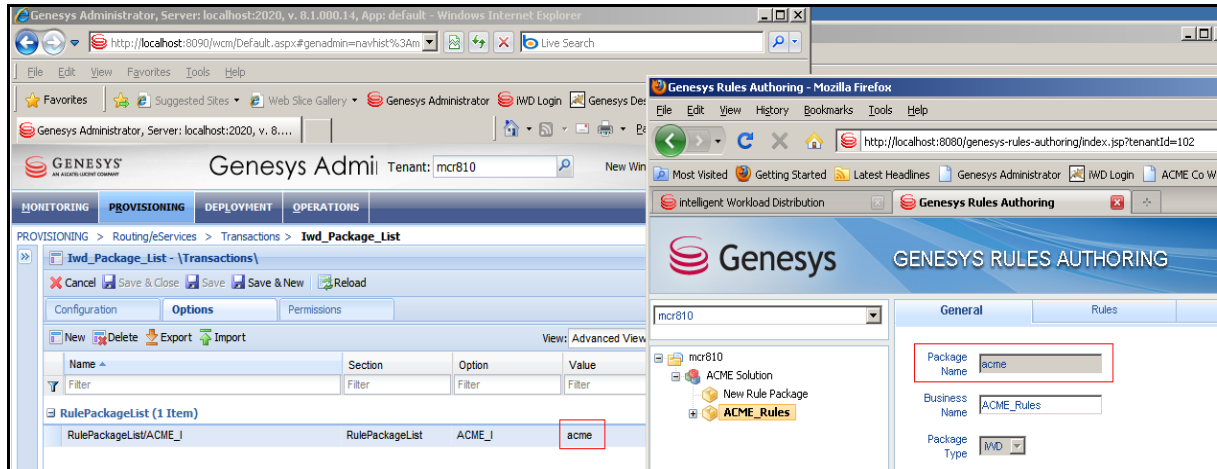 Genesys Administrator, Server: localhost:2020, v. 8.1.000.14, App: default - Windows Internet Explorer
http://localhost:8090/wcm/Default.aspx#genadmin=navhist%3Am
Live Search
File Edit View Favorites Tools Help
Favorites Suggested Sites Web Slice Gallery Genesys Administrator iWD Login Genesys Des
Genesys Administrator, Server: localhost:2020, v. 8....
GENESYS
AN ALCATEL-LUCENT COMPANY
Genesys Admii Tenant: mcr810 New Win
MONITORING PROVISIONING DEPLOYMENT OPERATIONS
PROVISIONING > Routing/eServices > Transactions > Iwd_Package_List
Iwd_Package_List - \Transactions\
Cancel Save & Close Save Save & New Reload
Configuration Options Permissions
New Delete Export Import View: Advanced View
Name Section Option Value
Filter Filter Filter Filter
RulePackageList (1 Item)
RulePackageList/ACME_I RulePackageList ACME_I acme
Genesys Rules Authoring - Mozilla Firefox
File Edit View History Bookmarks Tools Help
http://localhost:8080/genesys-rules-authoring/index.jsp?tenantId=102
Most Visited Getting Started Latest Headlines Genesys Administrator iWD Login ACME Co W
intelligent Workload Distribution Genesys Rules Authoring
Genesys GENESYS RULES AUTHORING
mcr810
mcr810
ACME Solution
New Rule Package
ACME_Rules
General Rules
Package
Name
acme
Business
Name
ACME_Rules
Package
Type
iWD